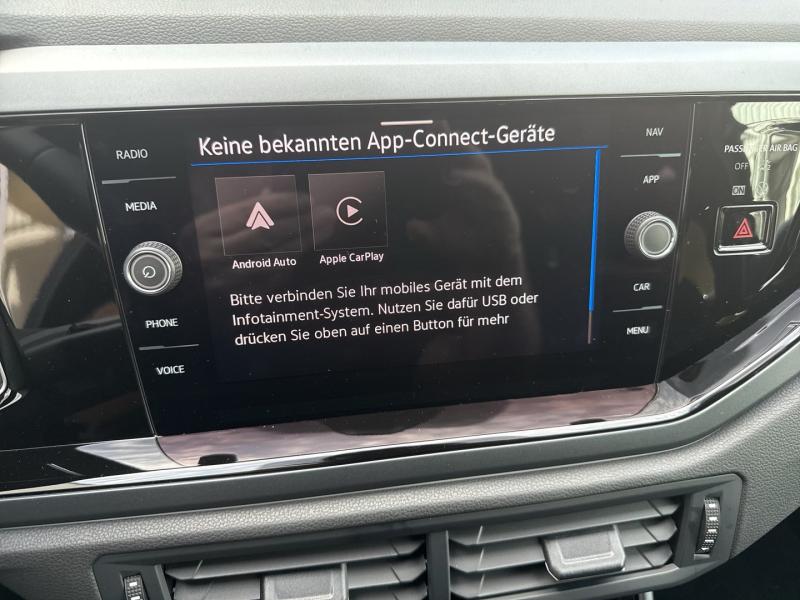 Keine bekannten App-Connect-Geräte
RADIO
MEDIA
PHONE
VOICE
Android Auto
Apple CarPlay
Bitte verbinden Sie Ihr mobiles Gerät mit dem
Infotainment-System. Nutzen Sie dafür USB oder
drücken Sie oben auf einen Button für mehr
NAV
APP
CAR
MENU
OFF
ON